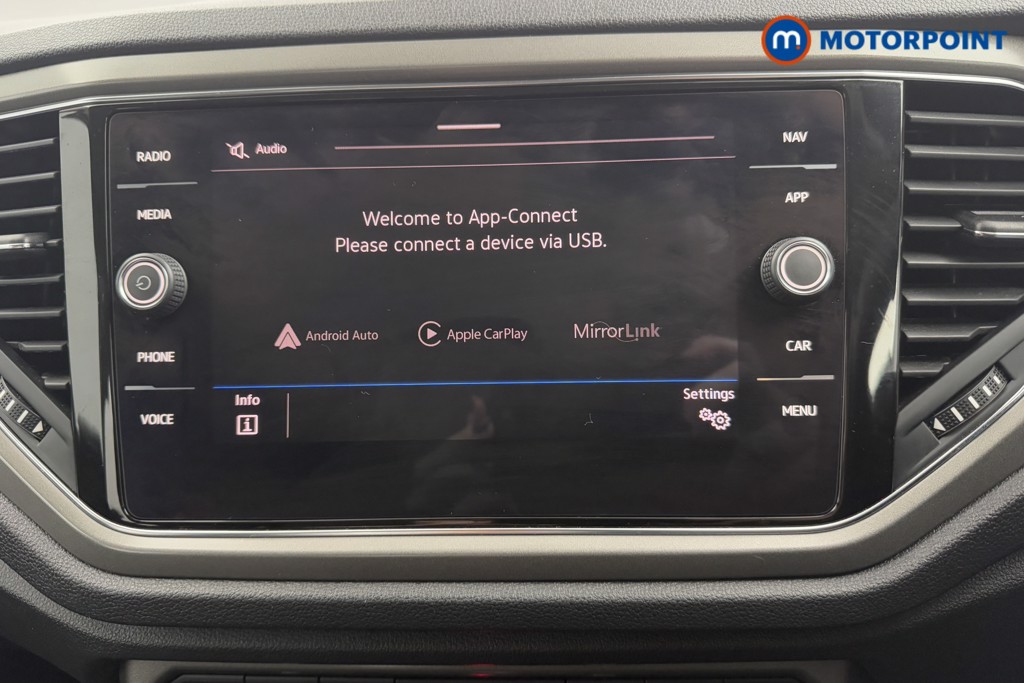 m MOTORPOINT
RADIO
MEDIA
PHONE
VOICE
Audio
Welcome to App-Connect
Please connect a device via USB.
Android Auto
Apple CarPlay
MirrorLink
Info
i
Settings
NAV
APP
CAR
MENU